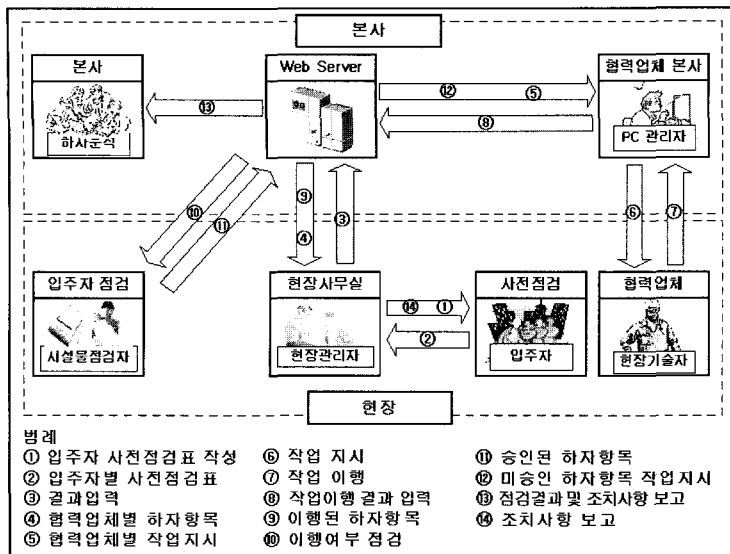 본사
본사
Web Server
협력업체 본사
하사분석
PC 관리자
⑬
⑫ ⑤
⑧
⑩
⑪
⑨
④
③
⑥
⑦
입주자 점검
현장사무실
사전점검
협력업체
⑭ ①
②
시설물점검자
현장관리자
입주자
현장기술자
현장
범례
① 입주자 사전점검표 작성
② 입주자별 사전점검표
③ 결과입력
④ 협력업체별 하자항목
⑤ 협력업체별 작업지시
⑥ 작업 지시
⑦ 작업 이행
⑧ 작업이행 결과 입력
⑨ 이행된 하자항목
⑩ 이행여부 점검
⑪ 승인된 하자항목
⑫ 미승인 하자항목 작업지시
⑬ 점검결과 및 조치사항 보고
⑭ 조치사항 보고